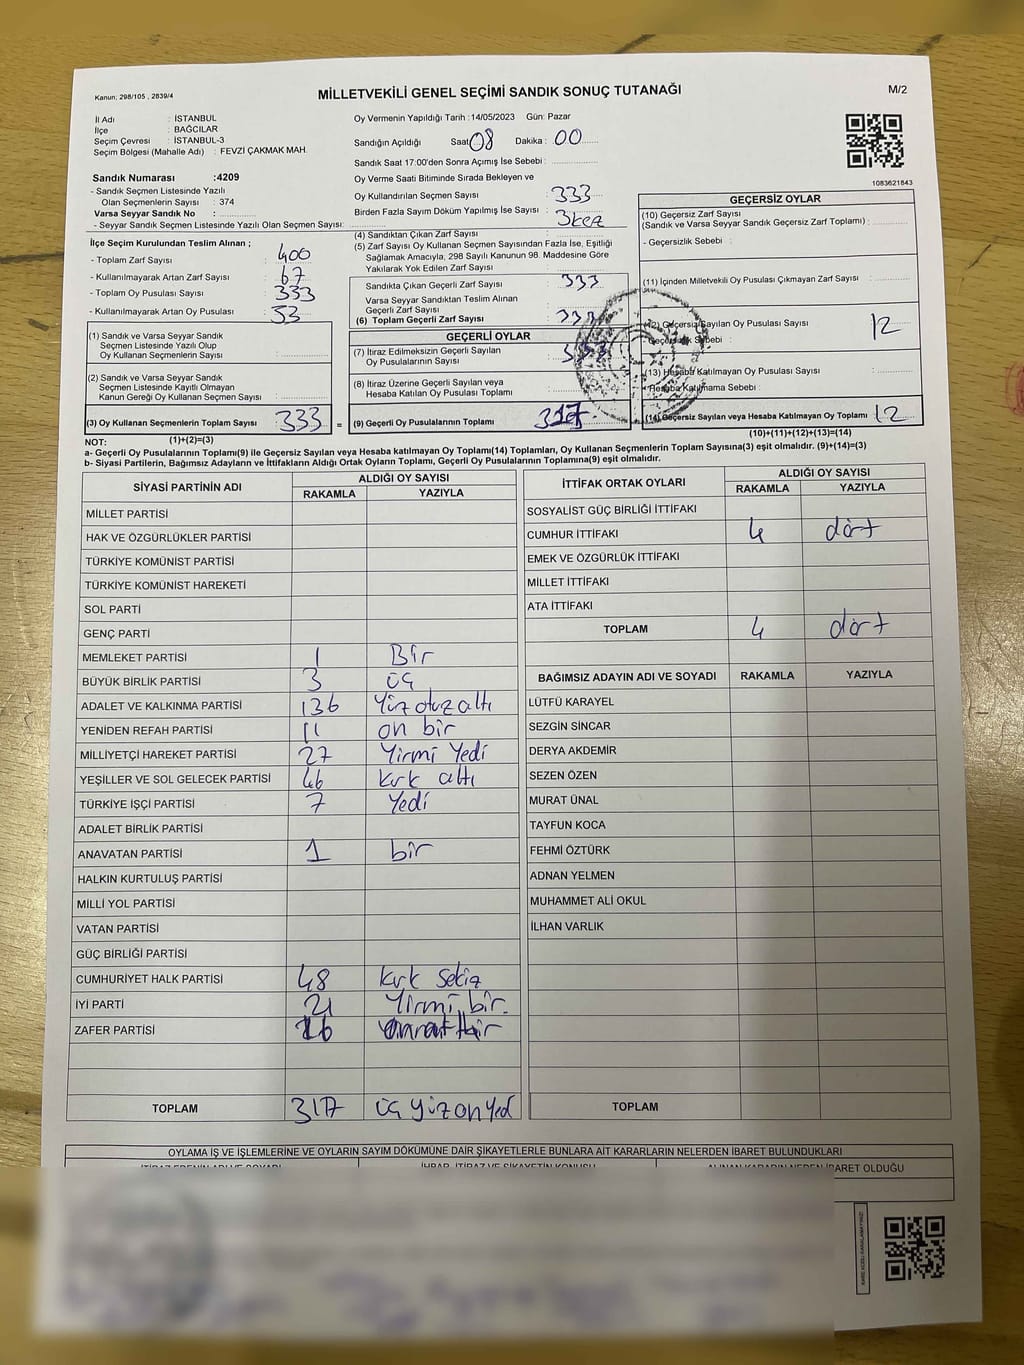 Kanun; 298/105 , 2839/4
MİLLETVEKİLİ GENEL SEÇİMİ SANDIK SONUÇ TUTANAĞI
M/2
İl Adı : İSTANBUL
İlçe : BAĞCILAR
Seçim Çevresi : İSTANBUL-3
Seçim Bölgesi (Mahalle Adı) : FEVZİ ÇAKMAK MAH.
Oy Vermenin Yapıldığı Tarih :14/05/2023 Gün: Pazar
Sandığın Açıldığı Saat 08 Dakika : 00
Sandık Saat 17:00'den Sonra Açımış İse Sebebi :
Sandık Numarası :4209
- Sandık Seçmen Listesinde Yazılı
Olan Seçmenlerin Sayısı : 374
Varsa Seyyar Sandık No :
- Seyyar Sandık Seçmen Listesinde Yazılı Olan Seçmen Sayısı:
Oy Verme Saati Bitiminde Sırada Bekleyen ve
Oy Kullandırılan Seçmen Sayısı : 333
Birden Fazla Sayım Döküm Yapılmış İse Sayısı : 3kez
1083621843
İlçe Seçim Kurulundan Teslim Alınan ;
- Toplam Zarf Sayısı : 400
- Kullanılmayarak Artan Zarf Sayısı : 67
- Toplam Oy Pusulası Sayısı : 333
- Kullanılmayarak Artan Oy Pusulası : 53
(1) Sandık ve Varsa Seyyar Sandık
Seçmen Listesinde Yazılı Olup
Oy Kullanan Seçmenlerin Sayısı :
(2) Sandık ve Varsa Seyyar Sandık
Seçmen Listesinde Kayıtlı Olmayan
Kanun Gereği Oy Kullanan Seçmen Sayısı :
(3) Oy Kullanan Seçmenlerin Toplam Sayısı : 333 =
(1)+(2)=(3)
(4) Sandıktan Çıkan Zarf Sayısı :
(5) Zarf Sayısı Oy Kullanan Seçmen Sayısından Fazla İse, Eşitliği
Sağlamak Amacıyla, 298 Sayılı Kanunun 98. Maddesine Göre
Yakılarak Yok Edilen Zarf Sayısı :
Sandıkta Çıkan Geçerli Zarf Sayısı : 333
Varsa Seyyar Sandıktan Teslim Alınan
Geçerli Zarf Sayısı :
(6) Toplam Geçerli Zarf Sayısı : 333
GEÇERLİ OYLAR
(7) İtiraz Edilmeksizin Geçerli Sayılan
Oy Pusulalarının Sayısı :
(8) İtiraz Üzerine Geçerli Sayılan veya
Hesaba Katılan Oy Pusulası Toplamı :
(9) Geçerli Oy Pusulalarının Toplamı : 317
GEÇERSİZ OYLAR
(10) Geçersiz Zarf Sayısı
(Sandık ve Varsa Seyyar Sandık Geçersiz Zarf Toplamı) :
- Geçersizlik Sebebi :
(11) İçinden Milletvekili Oy Pusulası Çıkmayan Zarf Sayısı :
(12) Geçersiz Sayılan Oy Pusulası Sayısı : 12
- Geçersizlik Sebebi :
(13) Hesaba Katılmayan Oy Pusulası Sayısı :
- Hesaba Katılmama Sebebi :
(14) Geçersiz Sayılan veya Hesaba Katılmayan Oy Toplamı : 12
(10)+(11)+(12)+(13)=(14)
NOT:
a- Geçerli Oy Pusulalarının Toplamı(9) ile Geçersiz Sayılan veya Hesaba katılmayan Oy Toplamı(14) Toplamları, Oy Kullanan Seçmenlerin Toplam Sayısına(3) eşit olmalıdır. (9)+(14)=(3)
b- Siyasi Partilerin, Bağımsız Adayların ve İttifakların Aldığı Ortak Oyların Toplamı, Geçerli Oy Pusulalarının Toplamına(9) eşit olmalıdır.
SİYASİ PARTİNİN ADI ALDIĞI OY SAYISI
RAKAMLA YAZIYLA
MİLLET PARTİSİ
HAK VE ÖZGÜRLÜKLER PARTİSİ
TÜRKİYE KOMÜNİST PARTİSİ
TÜRKİYE KOMÜNİST HAREKETİ
SOL PARTİ
GENÇ PARTİ
MEMLEKET PARTİSİ 1 Bir
BÜYÜK BİRLİK PARTİSİ 3 üç
ADALET VE KALKINMA PARTİSİ 136 Yüz otuz altı
YENİDEN REFAH PARTİSİ 11 on bir
MİLLİYETÇİ HAREKET PARTİSİ 27 Yirmi Yedi
YEŞİLLER VE SOL GELECEK PARTİSİ 46 kırk altı
TÜRKİYE İŞÇİ PARTİSİ 7 Yedi
ADALET BİRLİK PARTİSİ
ANAVATAN PARTİSİ 1 bir
HALKIN KURTULUŞ PARTİSİ
MİLLİ YOL PARTİSİ
VATAN PARTİSİ
GÜÇ BİRLİĞİ PARTİSİ
CUMHURİYET HALK PARTİSİ 48 kırk sekiz
İYİ PARTİ 21 Yirmi bir.
ZAFER PARTİSİ
TOPLAM 317 üç yüz on yedi
İTTİFAK ORTAK OYLARI ALDIĞI OY SAYISI
RAKAMLA YAZIYLA
SOSYALİST GÜÇ BİRLİĞİ İTTİFAKI
CUMHUR İTTİFAKI 4 dört
EMEK VE ÖZGÜRLÜK İTTİFAKI
MİLLET İTTİFAKI
ATA İTTİFAKI
TOPLAM 4 dört
BAĞIMSIZ ADAYIN ADI VE SOYADI RAKAMLA YAZIYLA
LÜTFÜ KARAYEL
SEZGİN SİNCAR
DERYA AKDEMİR
SEZEN ÖZEN
MURAT ÜNAL
TAYFUN KOCA
FEHMİ ÖZTÜRK
ADNAN YELMEN
MUHAMMET ALİ OKUL
İLHAN VARLIK
TOPLAM
OYLAMA İŞ VE İŞLEMLERİNE VE OYLARIN SAYIM DÖKÜMÜNE DAİR ŞİKAYETLERLE BUNLARA AİT KARARLARIN NELERDEN İBARET BULUNDUKLARI
İTİRAZ EDENİN ADI VE SOYADI İHBAR, İTİRAZ VE ŞİKAYETİN KONUSU ALINAN KARARIN NEDEN İBARET OLDUĞU